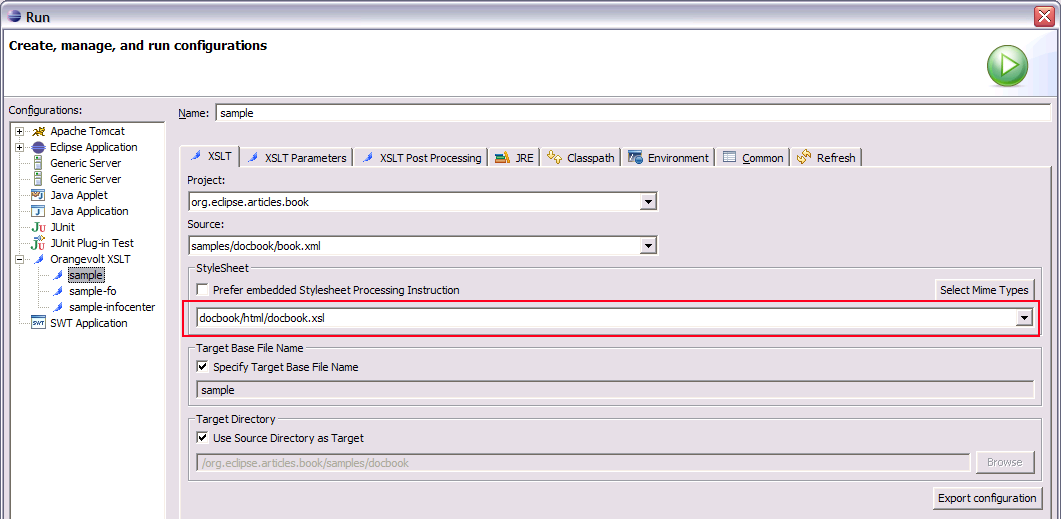 Run
Create, manage, and run configurations
Configurations:
Apache Tomcat
Eclipse Application
Generic Server
Generic Server
Java Applet
Java Application
JU JUnit
JU JUnit Plug-in Test
Orangevolt XSLT
sample
sample-fo
sample-infocenter
SWT SWT Application
Name: sample
XSLT XSLT Parameters XSLT Post Processing JRE Classpath Environment Common Refresh
Project:
org.eclipse.articles.book
Source:
samples/docbook/book.xml
StyleSheet
Prefer embedded Stylesheet Processing Instruction Select Mime Types
docbook/html/docbook.xsl
Target Base File Name
Specify Target Base File Name
sample
Target Directory
Use Source Directory as Target
/org.eclipse.articles.book/samples/docbook Browse
Export configuration